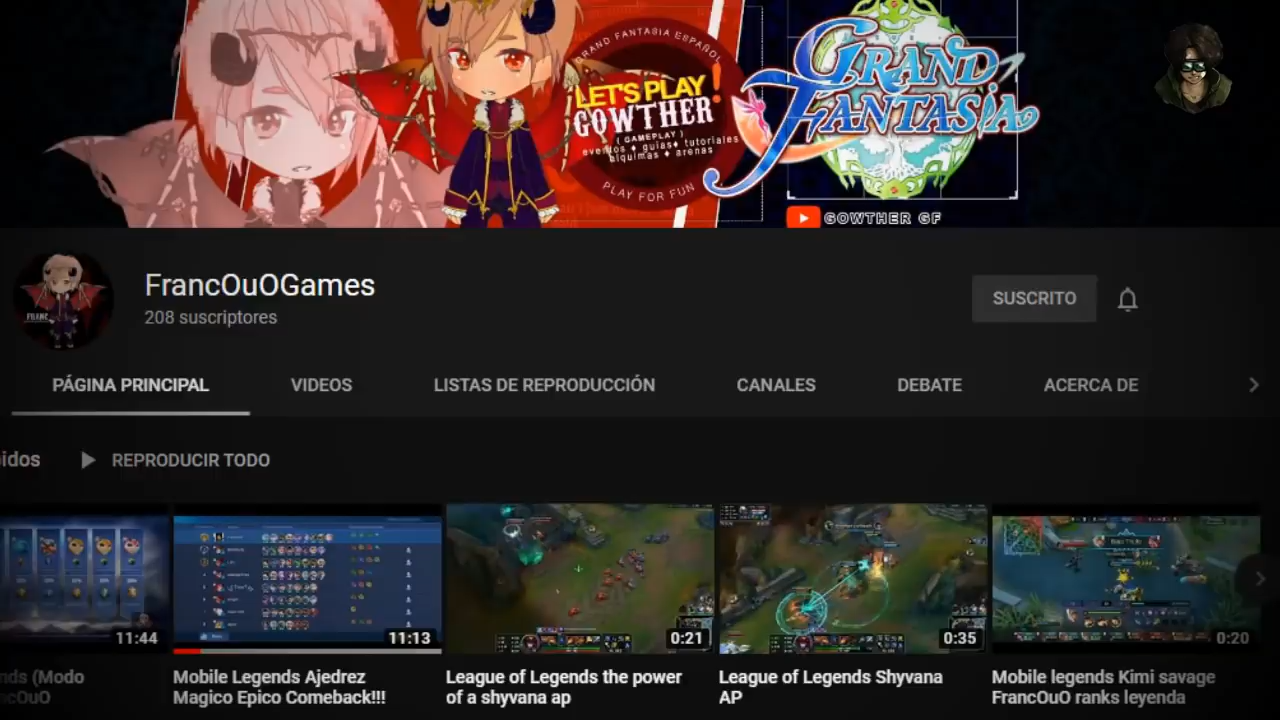 GRAND FANTASIA ESPAÑOL
LET'S PLAY!
GOWTHER
( GAMEPLAY )
eventos ♦ guias♦ tutoriales
alquimas ♦ arenas
PLAY FOR FUN
GRAND
FANTASIA
GOWTHER GF
FrancOuOGames
208 suscriptores
SUSCRITO
PÁGINA PRINCIPAL
VIDEOS
LISTAS DE REPRODUCCIÓN
CANALES
DEBATE
ACERCA DE
idos
REPRODUCIR TODO
11:44
11:13
0:21
0:35
0:20
nds (Modo
ncOuO
Mobile Legends Ajedrez
Magico Epico Comeback!!!
League of Legends the power
of a shyvana ap
League of Legends Shyvana
AP
Mobile legends Kimi savage
FrancOuO ranks leyenda